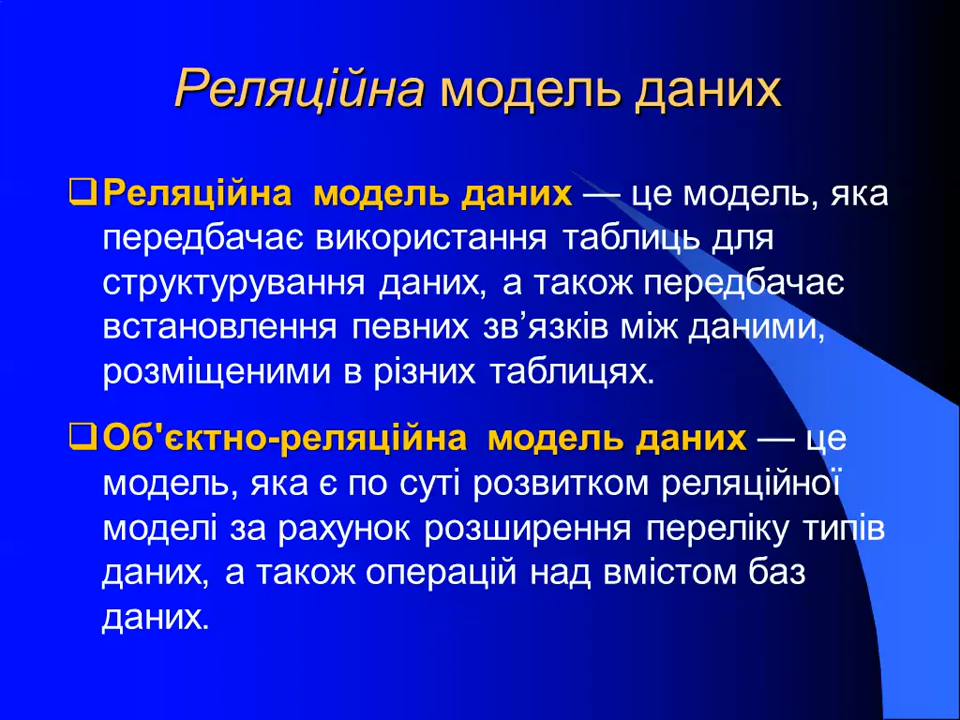 Реляційна модель даних
Реляційна модель даних — це модель, яка
передбачає використання таблиць для
структурування даних, а також передбачає
встановлення певних зв’язків між даними,
розміщеними в різних таблицях.
Об'єктно-реляційна модель даних — це
модель, яка є по суті розвитком реляційної
моделі за рахунок розширення переліку типів
даних, а також операцій над вмістом баз
даних.